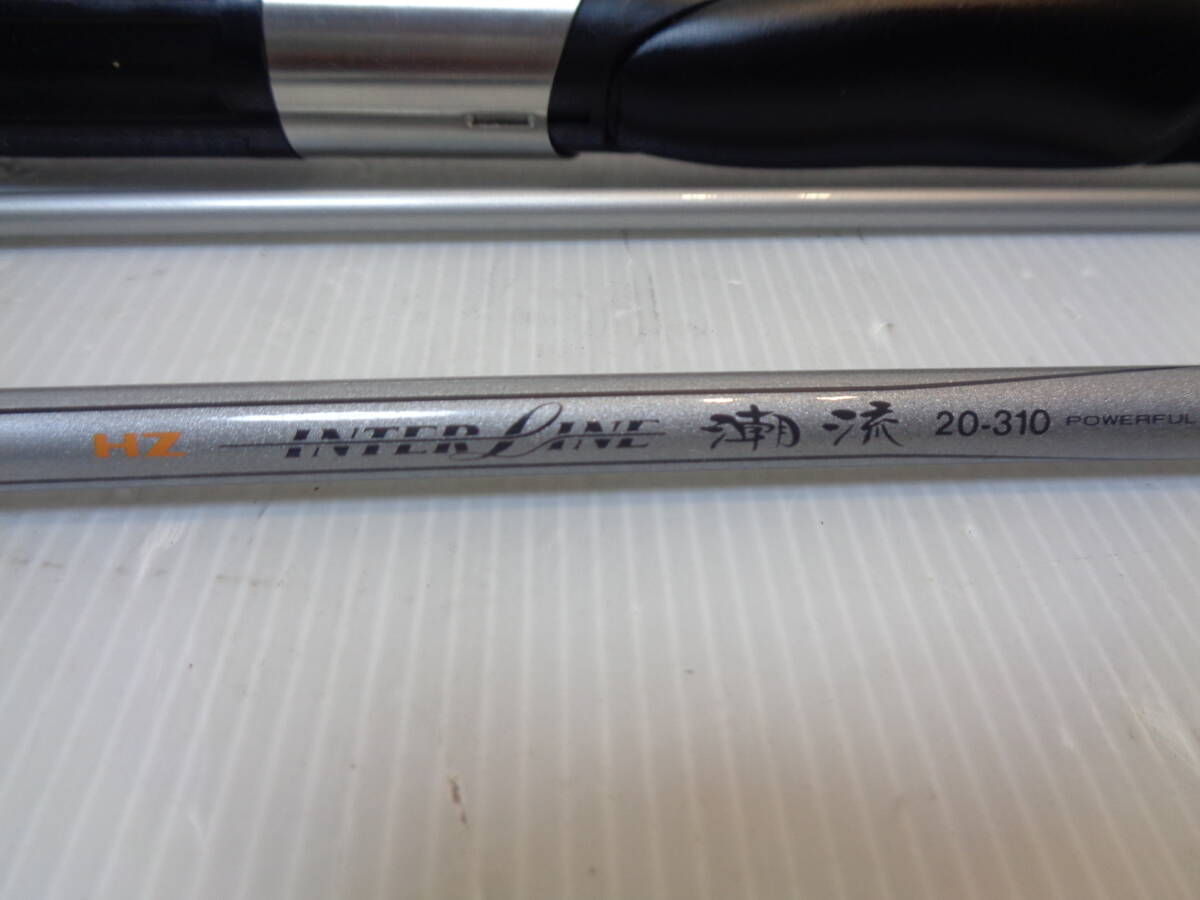 HZ INTER LINE 潮流 20-310 POWERFUL